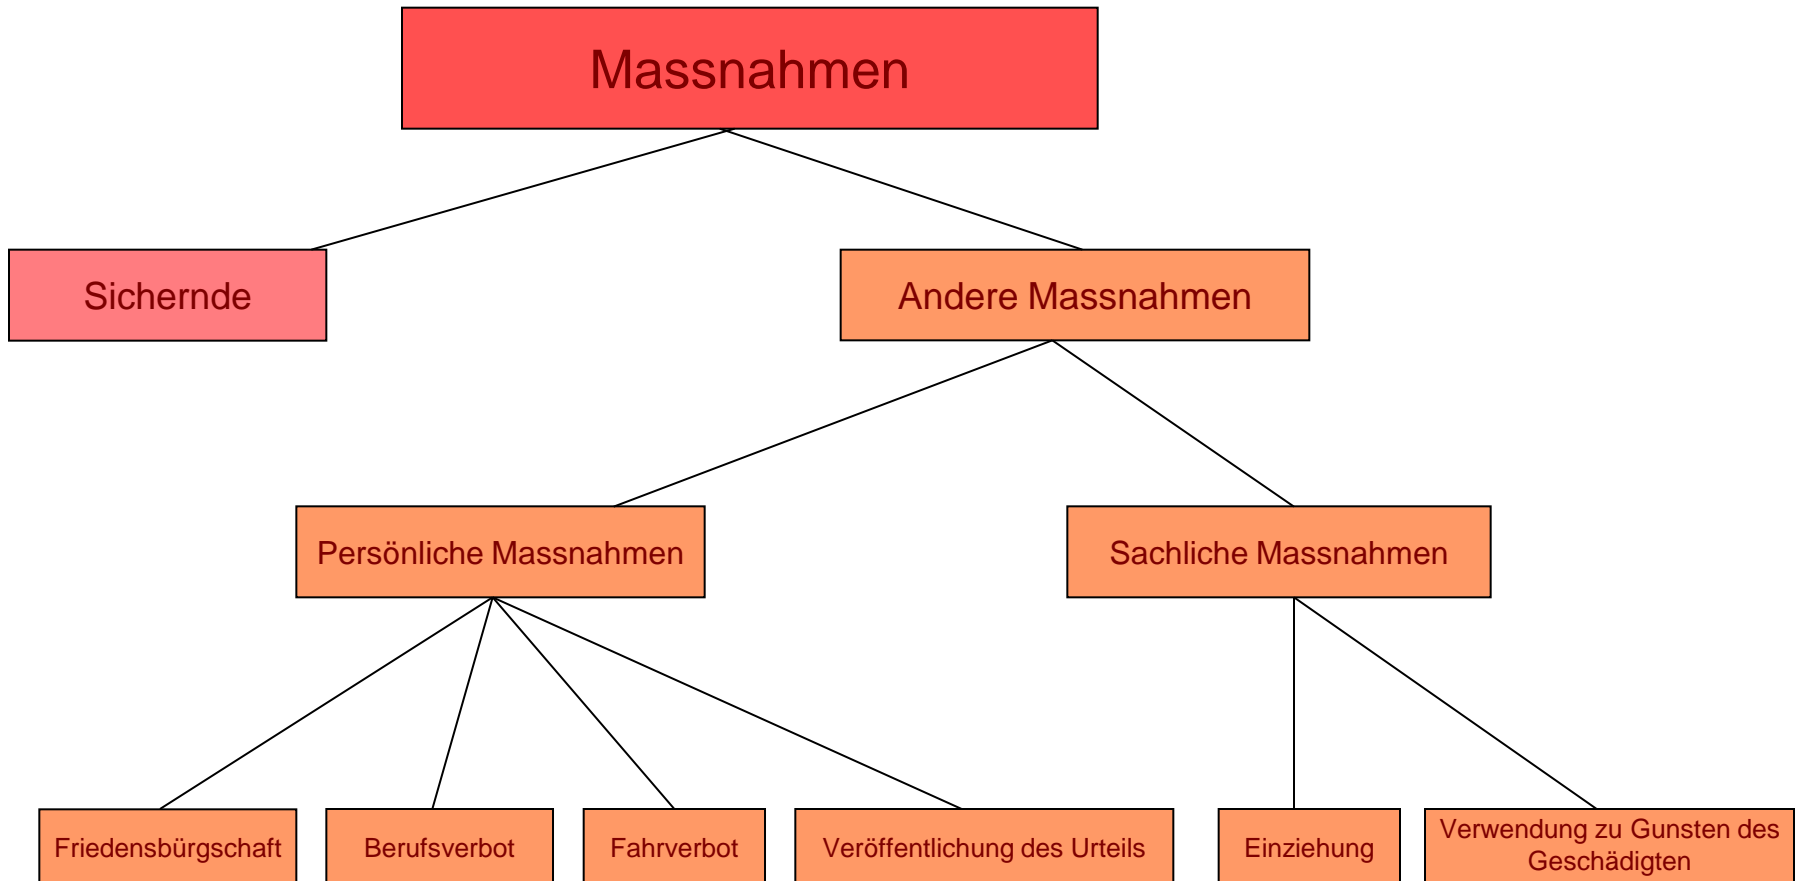 Massnahmen
Sichernde
Andere Massnahmen
Persönliche Massnahmen
Sachliche Massnahmen
Friedensbürgschaft
Berufsverbot
Fahrverbot
Veröffentlichung des Urteils
Einziehung
Verwendung zu Gunsten des
Geschädigten